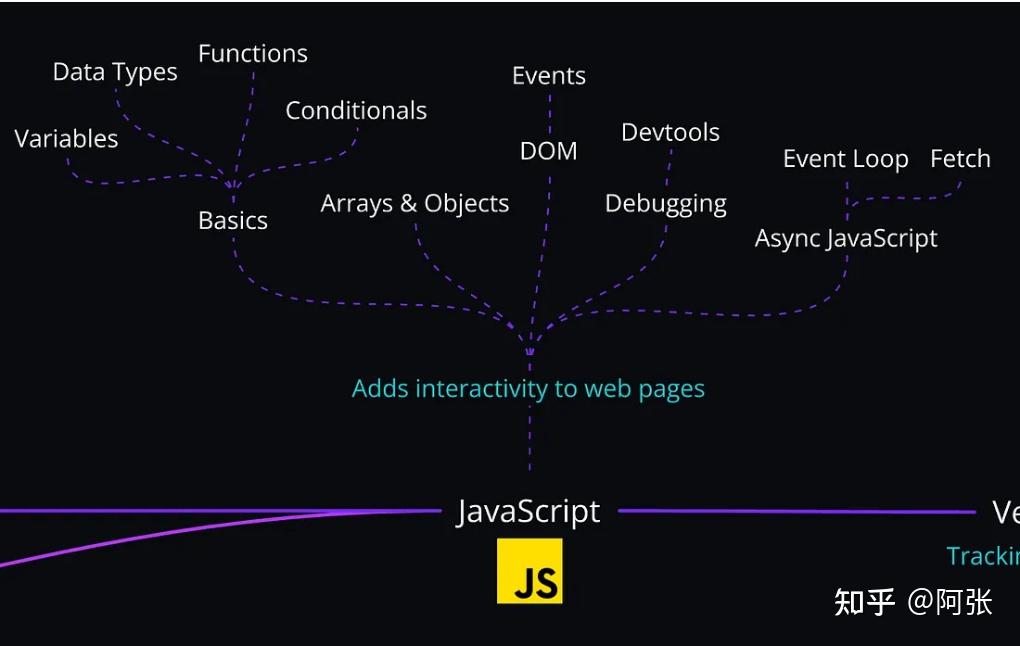 Functions
Data Types
Events
Conditionals
Devtools
Variables
DOM
Event Loop Fetch
Arrays & Objects
Debugging
Basics
Async JavaScript
Adds interactivity to web pages
JavaScript
Ve
Trackin
JS
知乎 @阿张